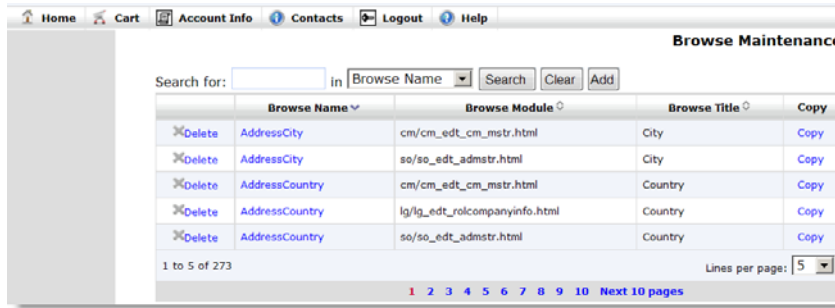 Home Cart Account Info Contacts Logout Help
Browse Maintenance
Search for: in Browse Name Search Clear Add
Browse Name Browse Module Browse Title Copy
Delete AddressCity cm/cm_edt_cm_mstr.html City Copy
Delete AddressCity so/so_edt_admstr.html City Copy
Delete AddressCountry cm/cm_edt_cm_mstr.html Country Copy
Delete AddressCountry lg/lg_edt_rolcompanyinfo.html Country Copy
Delete AddressCountry so/so_edt_admstr.html Country Copy
1 to 5 of 273 Lines per page: 5
1 2 3 4 5 6 7 8 9 10 Next 10 pages